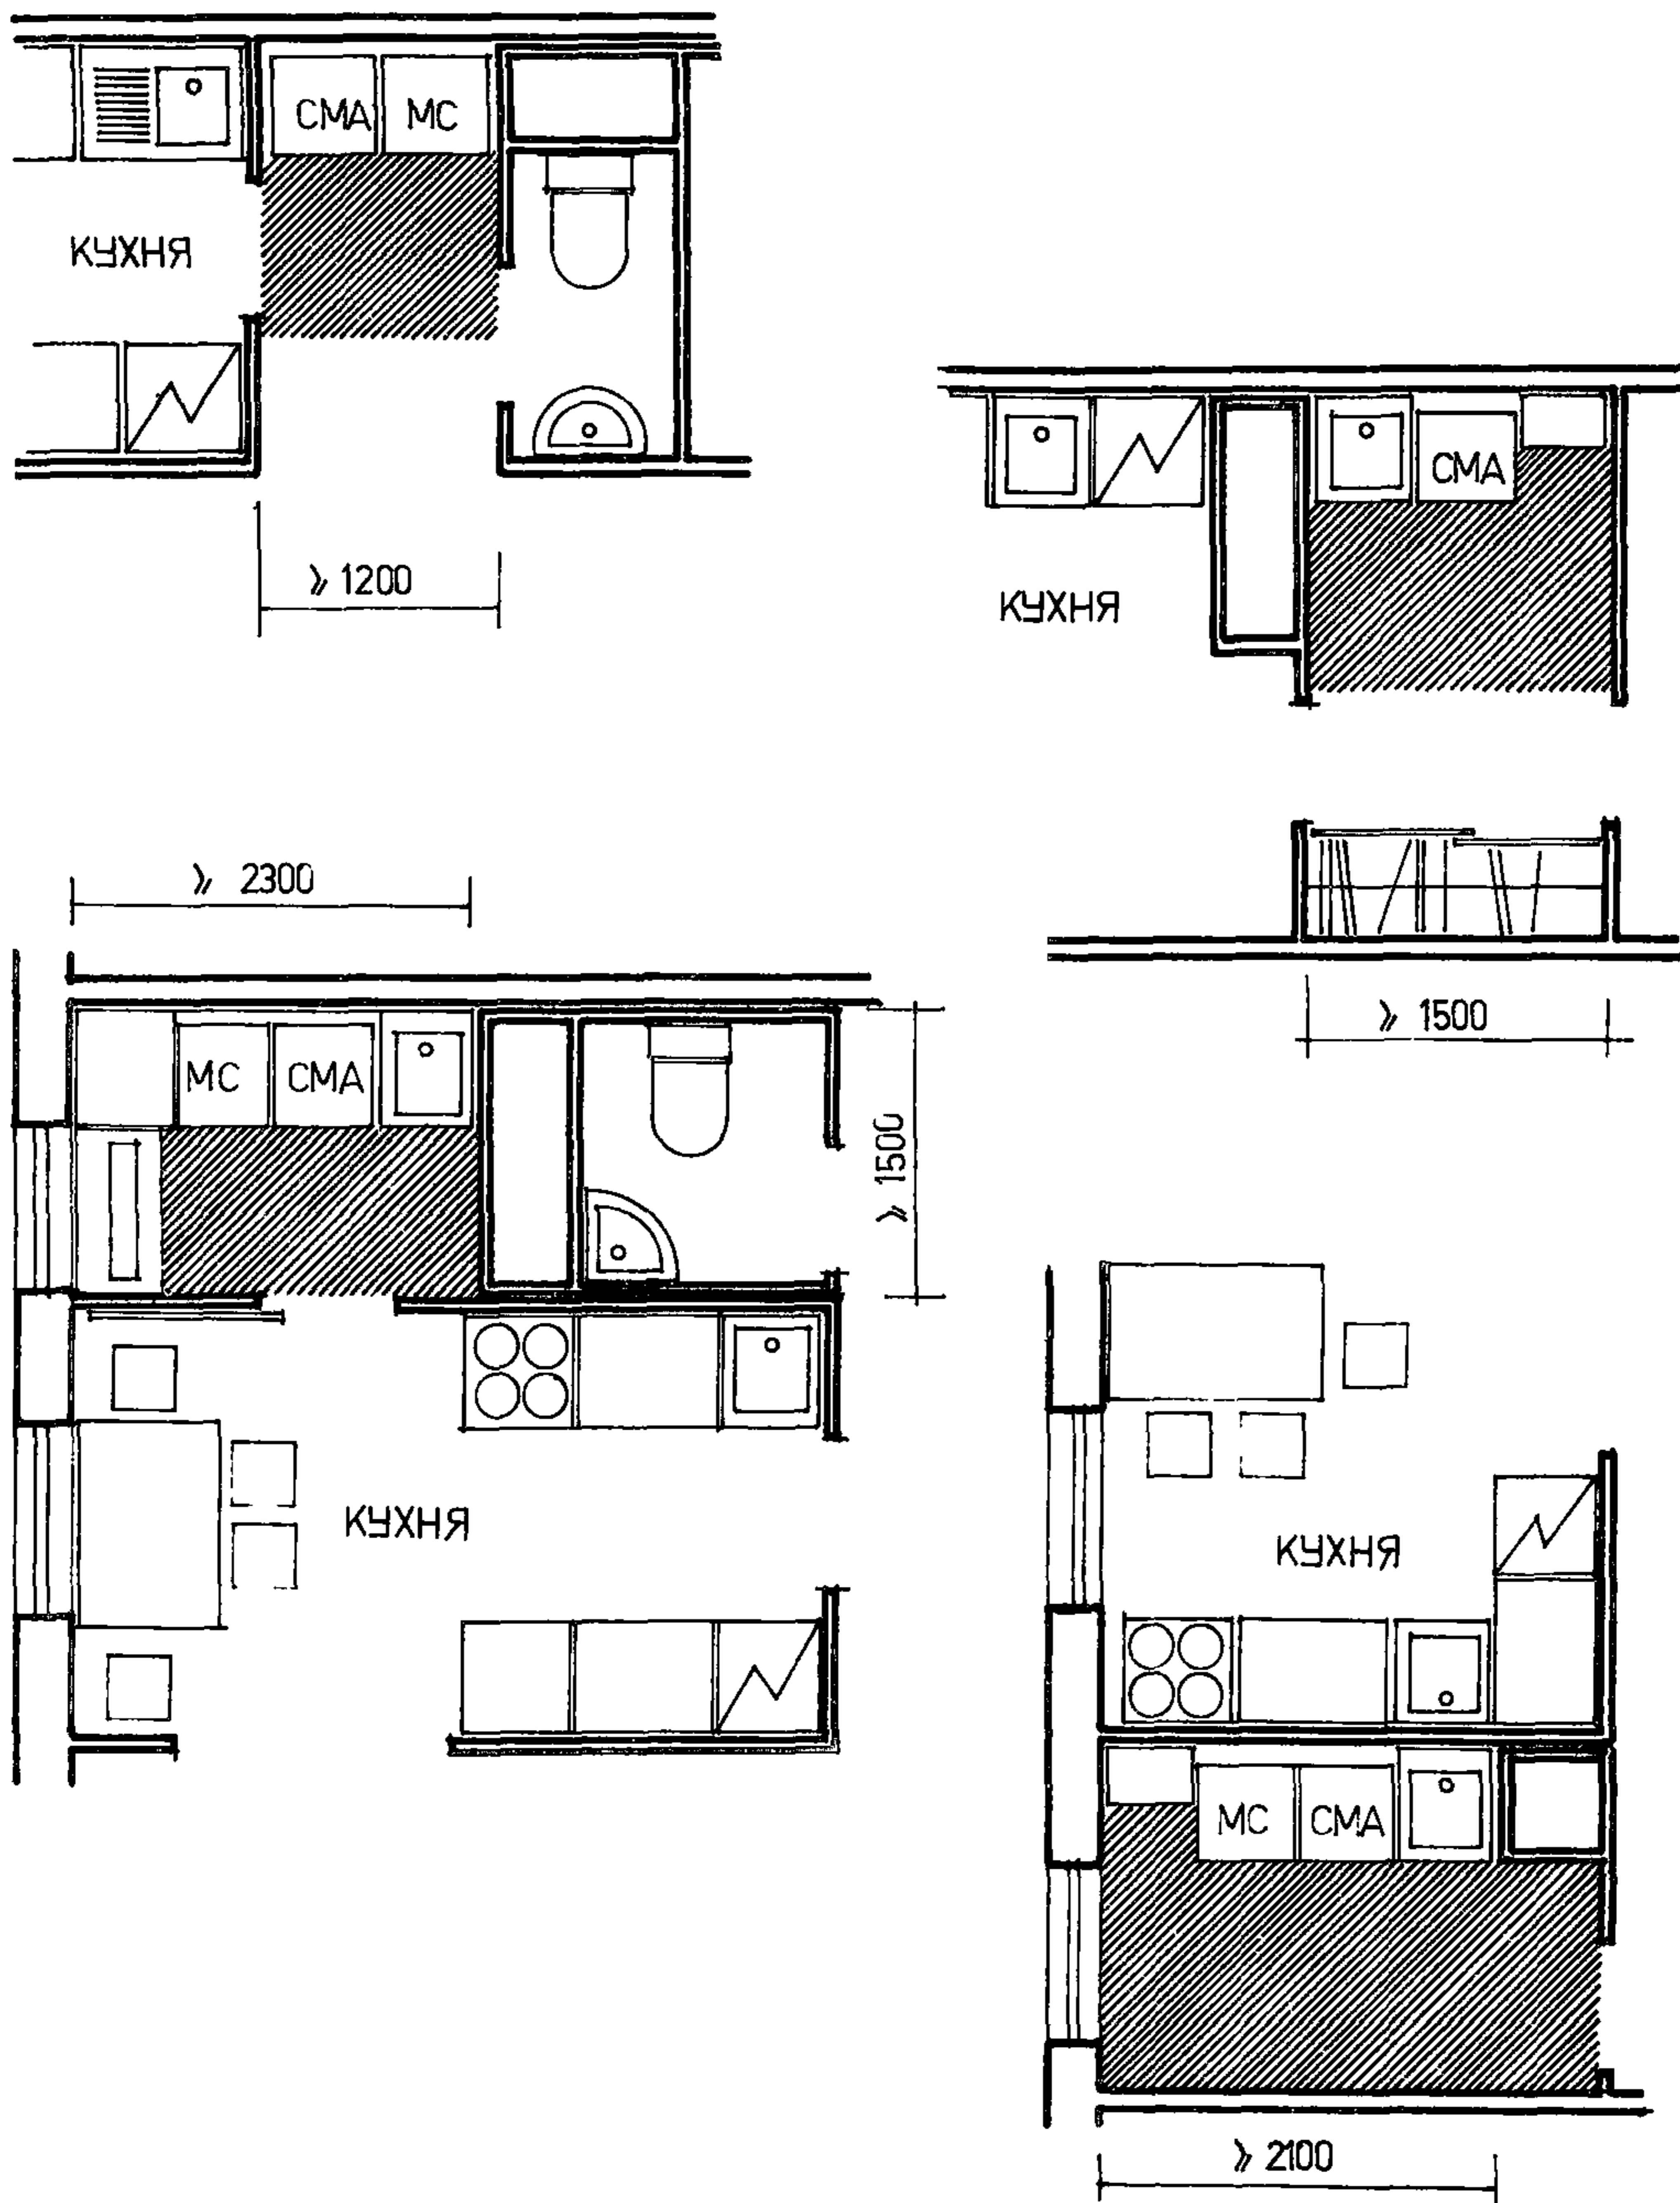 СМА МС
КУХНЯ
⩾ 1200
СМА
КУХНЯ
⩾ 1500
⩾ 2300
МС СМА
⩾ 1500
КУХНЯ
КУХНЯ
МС СМА
⩾ 2100